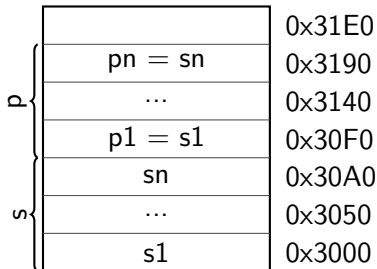 0x31E0
pn = sn 0x3190
... 0x3140
p1 = s1 0x30F0
sn 0x30A0
... 0x3050
s1 0x3000
p
s